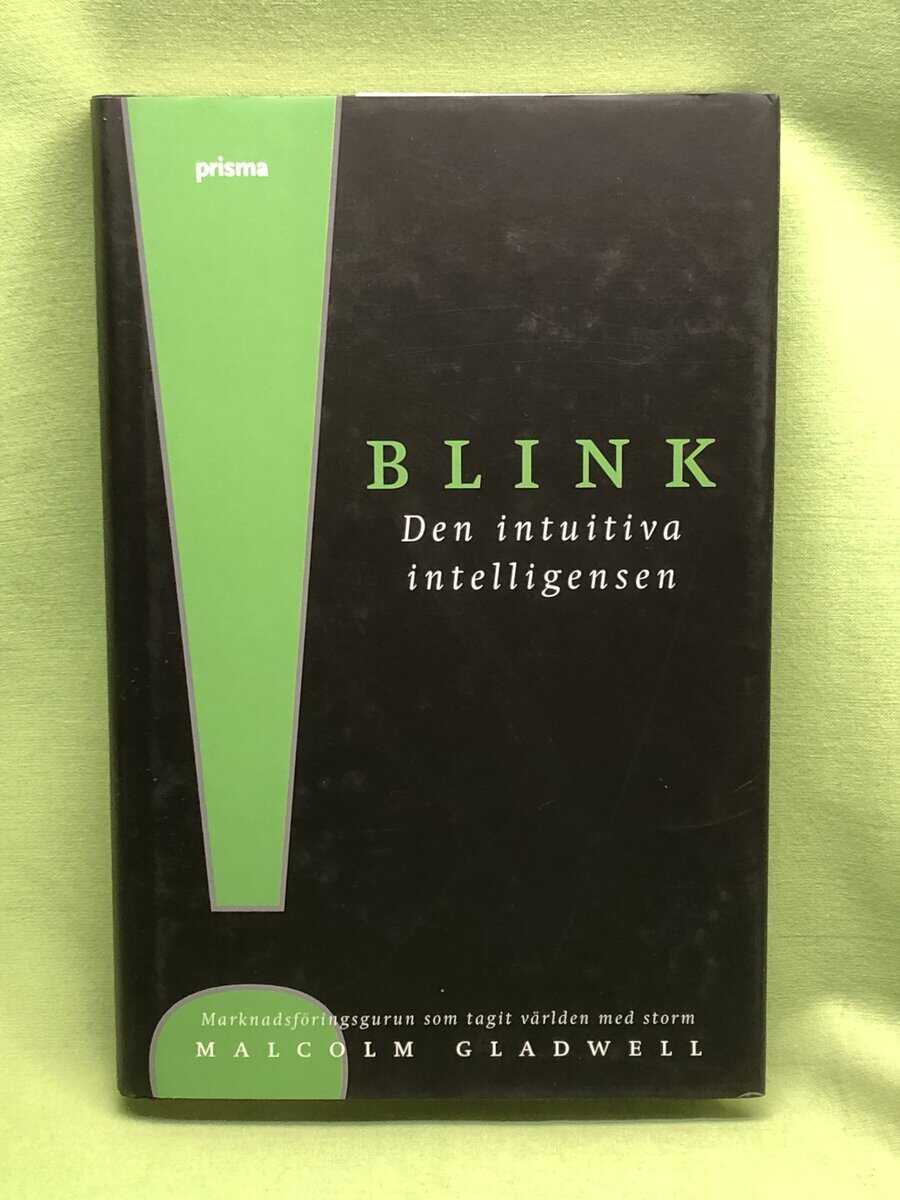 prisma
BLINK
Den intuitiva
intelligensen
Marknadsföringsgurun som tagit världen med storm
MALCOLM GLADWELL